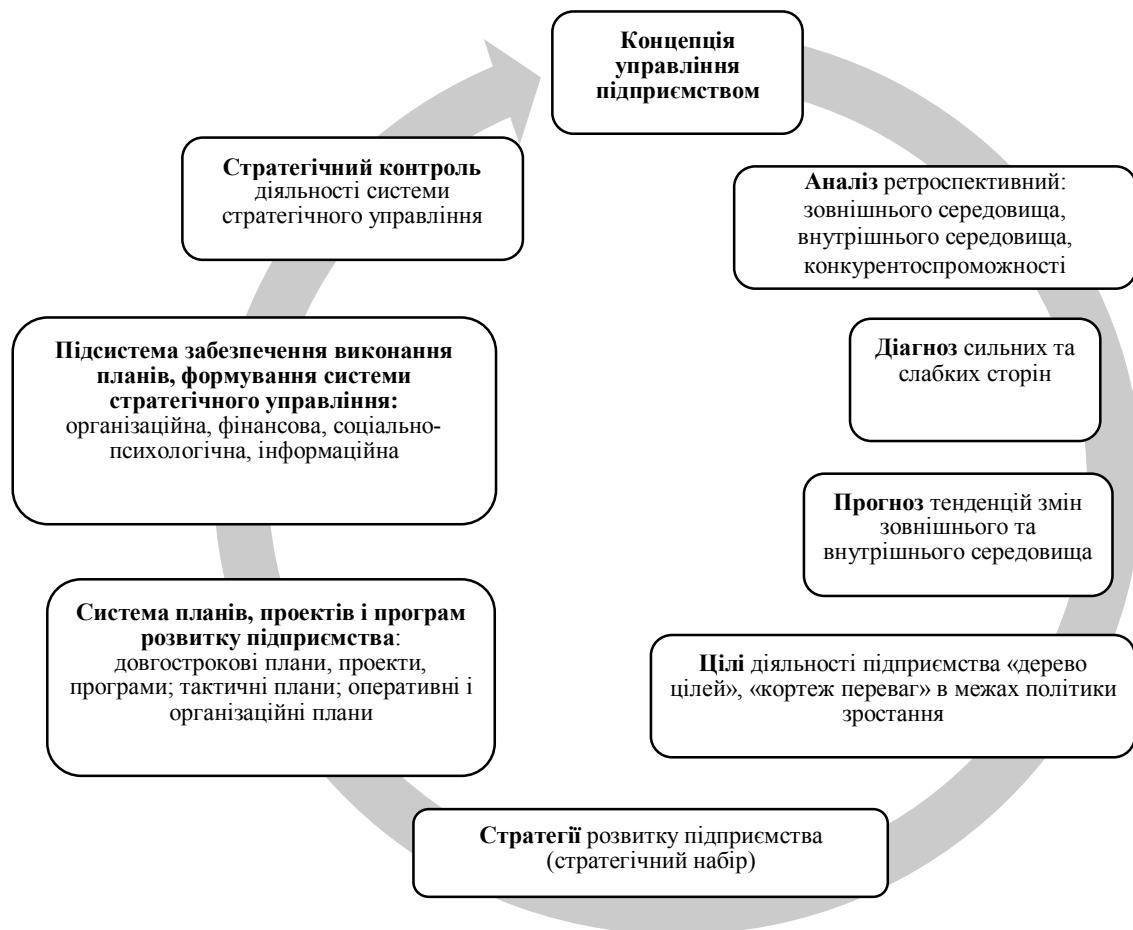 Концепція
управління
підприємством
Аналіз ретроспективний:
зовнішнього середовища,
внутрішнього середовища,
конкурентоспроможності
Діагноз сильних та
слабких сторін
Прогноз тенденцій змін
зовнішнього та
внутрішнього середовища
Цілі діяльності підприємства «дерево
цілей», «кортеж переваг» в межах політики
зростання
Стратегії розвитку підприємства
(стратегічний набір)
Система планів, проектів і програм
розвитку підприємства:
довгострокові плани, проекти,
програми; тактичні плани; оперативні і
організаційні плани
Підсистема забезпечення виконання
планів, формування системи
стратегічного управління:
організаційна, фінансова, соціально-
психологічна, інформаційна
Стратегічний контроль
діяльності системи
стратегічного управління